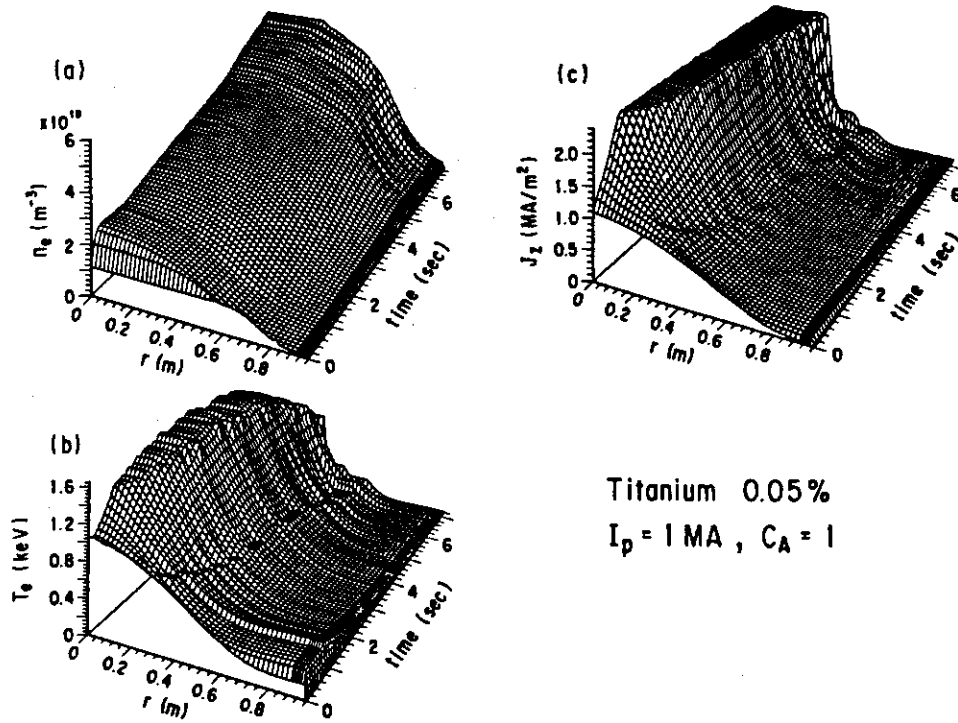 (a)
x10¹⁹
6
4
2
0
n_e (m⁻³)
0
0.2
0.4
0.6
0.8
r (m)
0
2
4
6
time (sec)
(c)
2.0
1.5
1.0
0.5
0
J_z (MA/m²)
0
0.2
0.4
0.6
0.8
r (m)
0
2
4
6
time (sec)
(b)
1.6
1.2
0.8
0.4
0
T_e (keV)
0
0.2
0.4
0.6
0.8
r (m)
0
2
4
6
time (sec)
Titanium 0.05%
I_p = 1 MA , C_A = 1